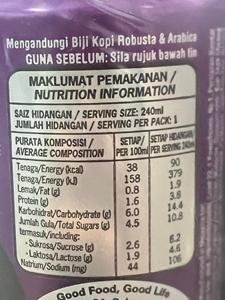 Mengandungi Biji Kopi Robusta & Arabica
GUNA SEBELUM: Sila rujuk bawah tin
MAKLUMAT PEMAKANAN /
NUTRITION INFORMATION
SAIZ HIDANGAN / SERVING SIZE: 240ml
JUMLAH HIDANGAN / SERVING PER PACK: 1
PURATA KOMPOSISI / SETIAP/ SETIAP HIDANGAN/
AVERAGE COMPOSITION PER 100ml PER SERVING 240ml
Tenaga/Energy (kcal) 38 90
Tenaga/Energy (kJ) 158 379
Lemak/Fat (g) 0.8 1.9
Protein (g) 1.6 3.8
Karbohidrat/Carbohydrate (g) 6.0 14.4
Jumlah Gula/Total Sugars (g) 4.5 10.8
termasuk/including:
- Sukrosa/Sucrose (g) 2.6 6.2
- Laktosa/Lactose (g) 1.9 4.6
Natrium/Sodium (mg) 44 106
Good Food, Good Life